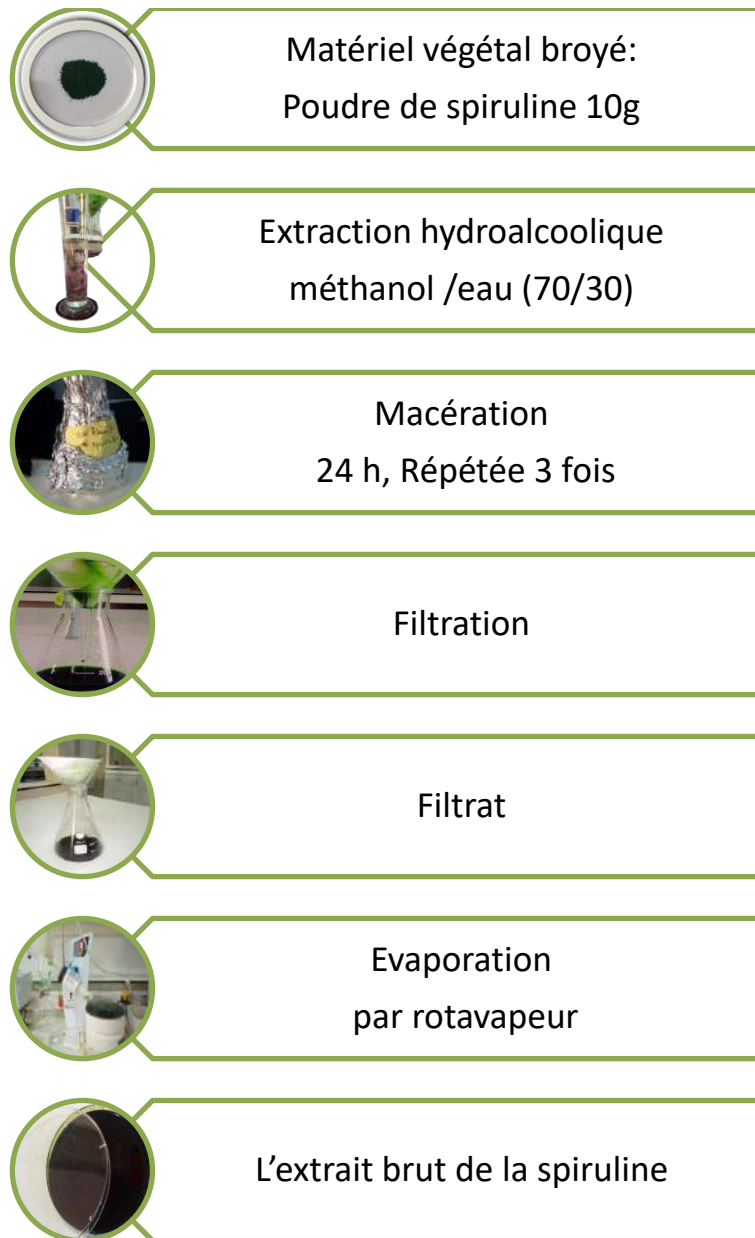 Matériel végétal broyé:
Poudre de spiruline 10g
Extraction hydroalcoolique
méthanol /eau (70/30)
Macération
24 h, Répétée 3 fois
Filtration
Filtrat
Evaporation
par rotavapeur
L’extrait brut de la spiruline